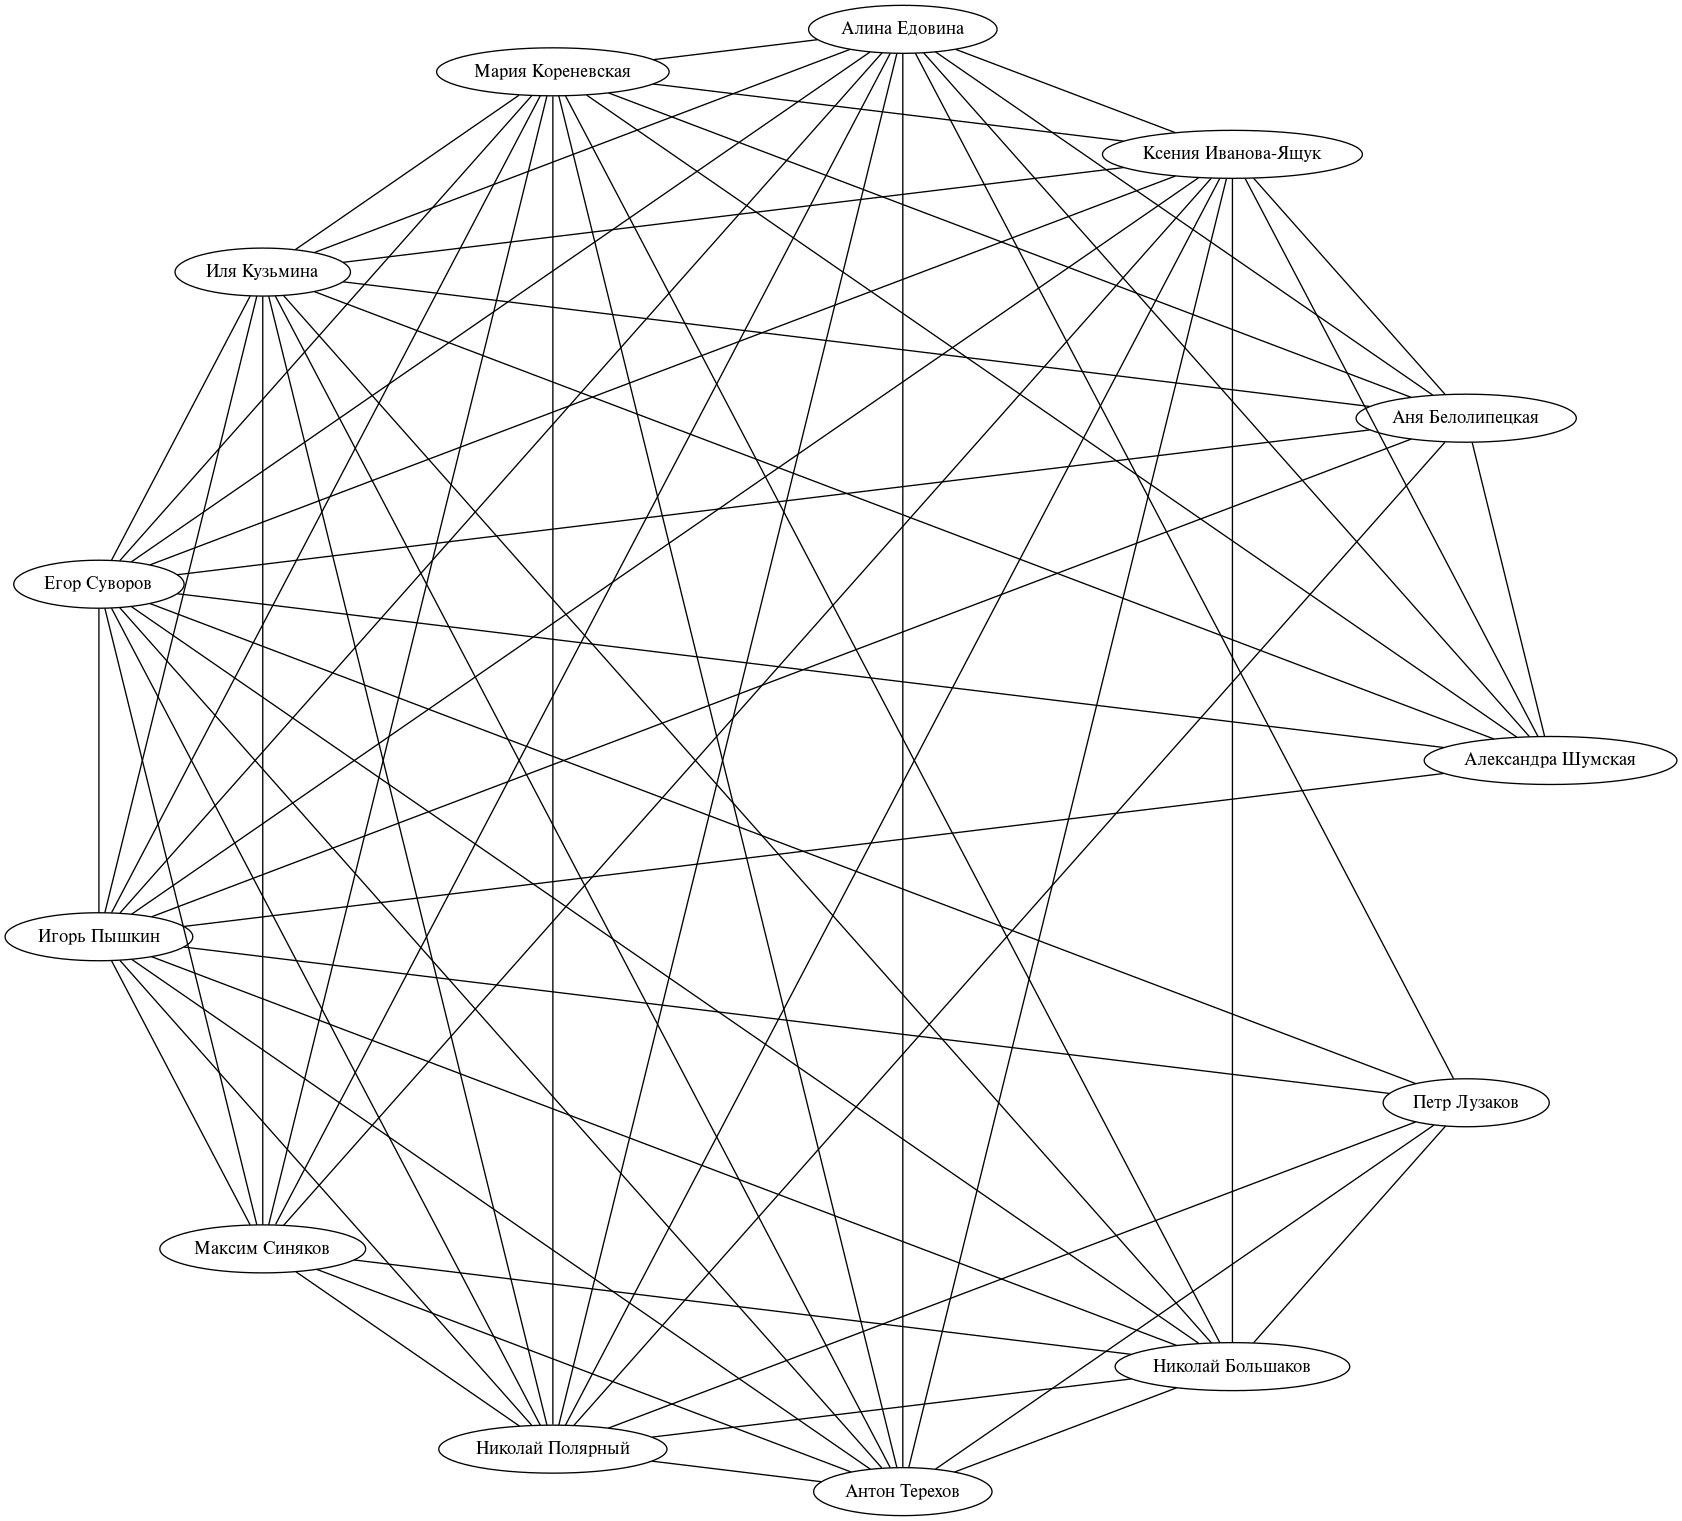 Алина Едовина
Мария Кореневская
Ксения Иванова-Ящук
Иля Кузьмина
Аня Белолипецкая
Егор Суворов
Александра Шумская
Игорь Пышкин
Петр Лузаков
Максим Синяков
Николай Большаков
Николай Полярный
Антон Терехов